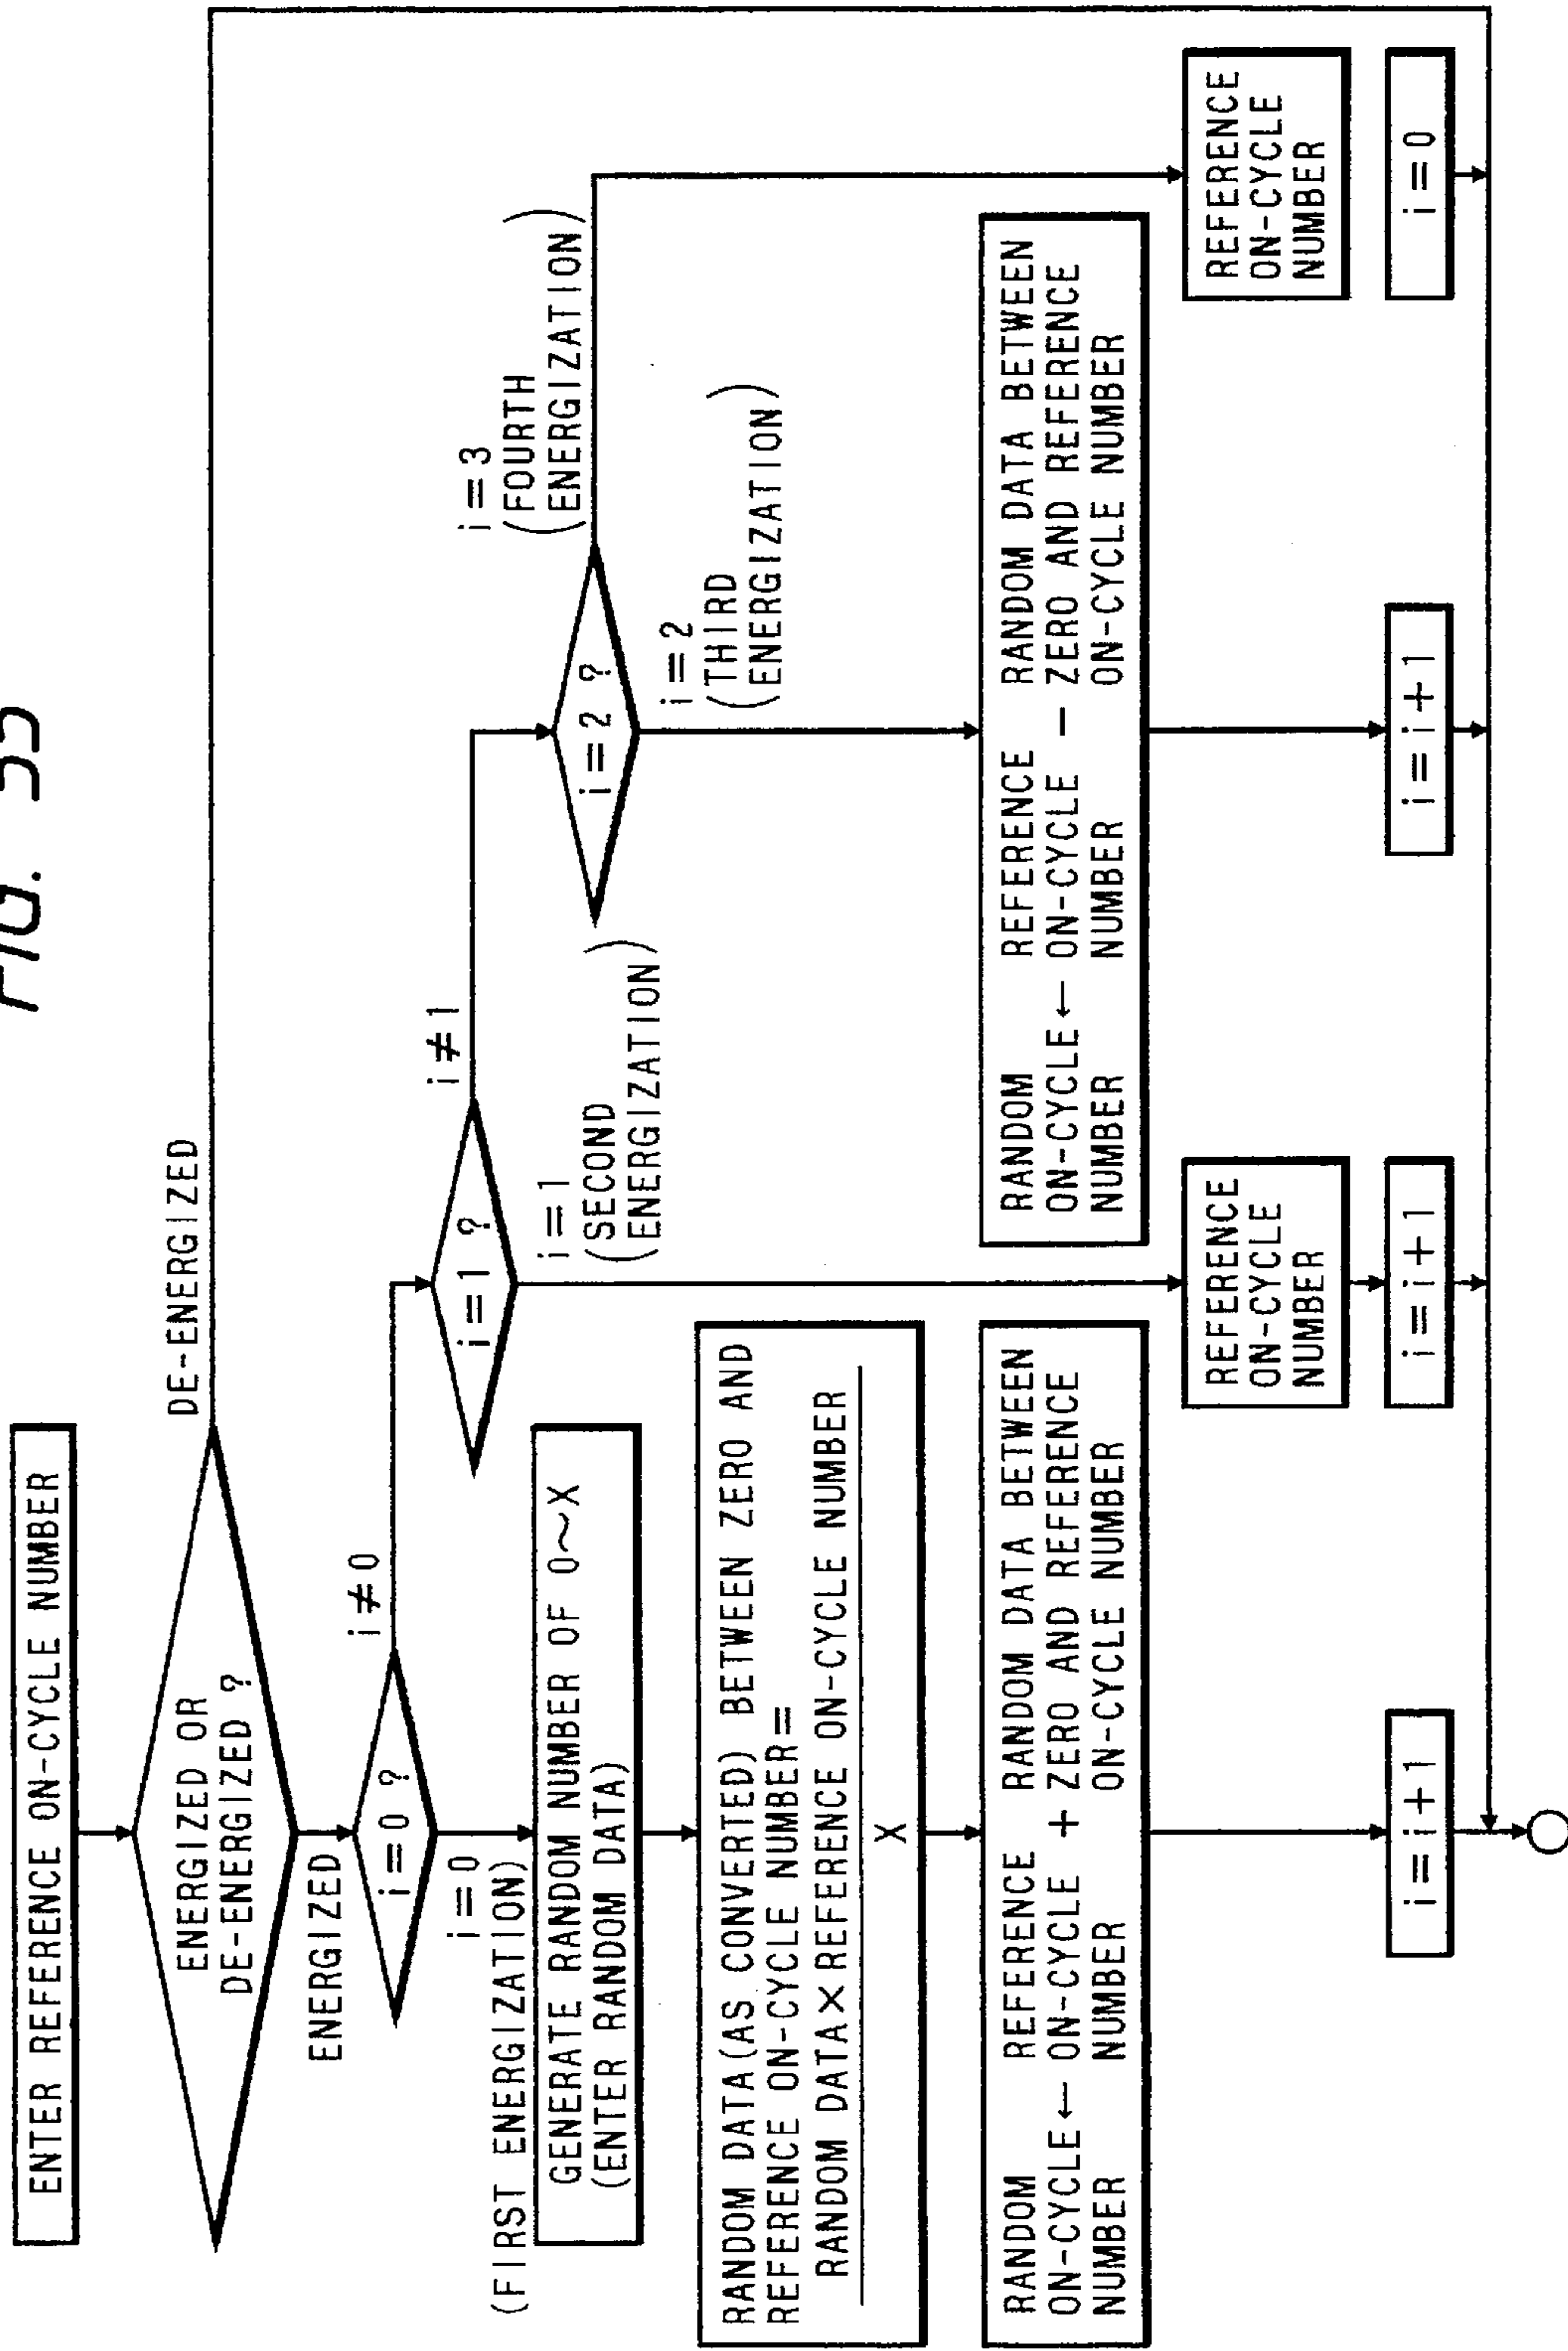 FIG. 35
ENTER REFERENCE ON-CYCLE NUMBER
ENERGIZED OR
DE-ENERGIZED ?
DE-ENERGIZED
ENERGIZED
i=0 ?
i≠0
i=0
(FIRST ENERGIZATION)
i=1 ?
i≠1
i=1
(SECOND
ENERGIZATION)
i=2 ?
i=3
(FOURTH
ENERGIZATION)
i=2
(THIRD
ENERGIZATION)
GENERATE RANDOM NUMBER OF 0~X
(ENTER RANDOM DATA)
RANDOM DATA(AS CONVERTED) BETWEEN ZERO AND
REFERENCE ON-CYCLE NUMBER=
RANDOM DATA×REFERENCE ON-CYCLE NUMBER
X
RANDOM REFERENCE RANDOM DATA BETWEEN
ON-CYCLE← ON-CYCLE + ZERO AND REFERENCE
NUMBER NUMBER ON-CYCLE NUMBER
i=i+1
REFERENCE
ON-CYCLE
NUMBER
i=i+1
RANDOM REFERENCE RANDOM DATA BETWEEN
ON-CYCLE← ON-CYCLE − ZERO AND REFERENCE
NUMBER NUMBER ON-CYCLE NUMBER
i=i+1
REFERENCE
ON-CYCLE
NUMBER
i=0